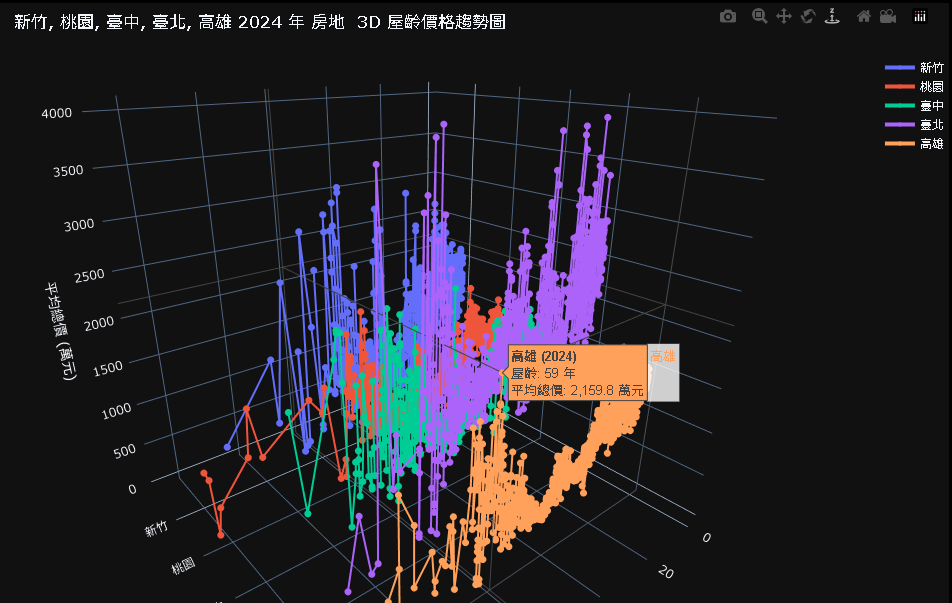 新竹, 桃園, 臺中, 臺北, 高雄 2024 年 房地 3D 屋齡價格趨勢圖
新竹
桃園
臺中
臺北
高雄
4000
3500
3000
2500
2000
1500
1000
500
0
平均總價 (萬元)
高雄 (2024)
屋齡: 59 年
平均總價: 2,159.8 萬元
高雄
新竹
桃園
0
20